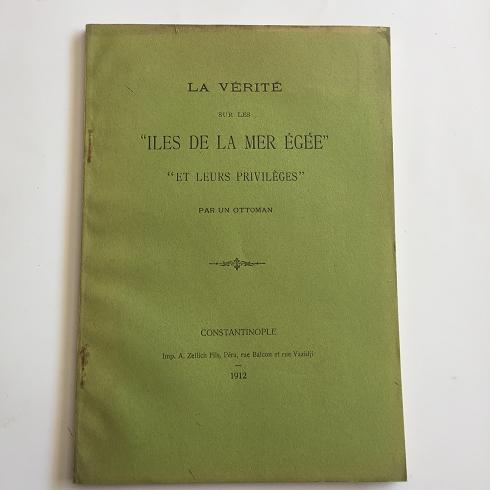 LA VÉRITÉ
SUR LES
"ILES DE LA MER ÉGÉE"
"ET LEURS PRIVILÈGES"
PAR UN OTTOMAN
CONSTANTINOPLE
Imp. A. Zellich Fils, Péra, rue Balcon et rue Yazidji
1912